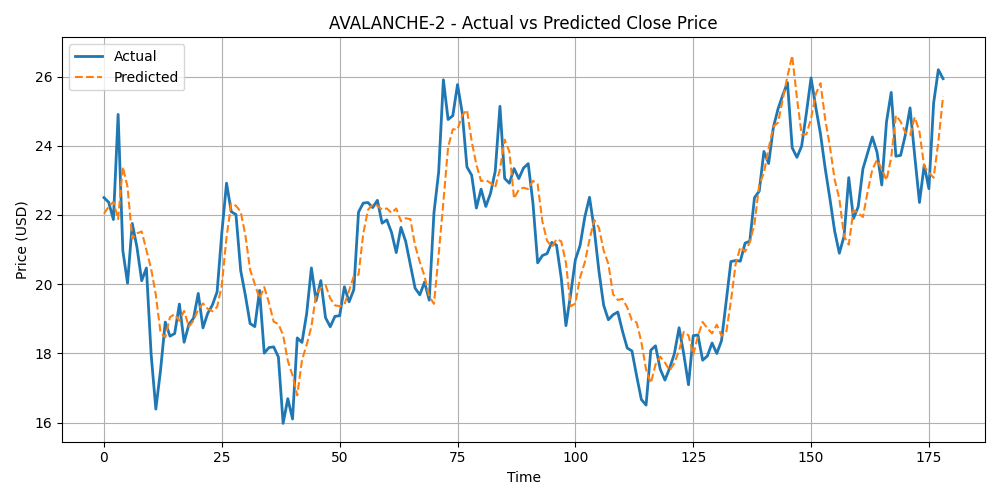 AVALANCHE-2 - Actual vs Predicted Close Price
Actual
Predicted
Price (USD)
26
24
22
20
18
16
0 25 50 75 100 125 150 175
Time